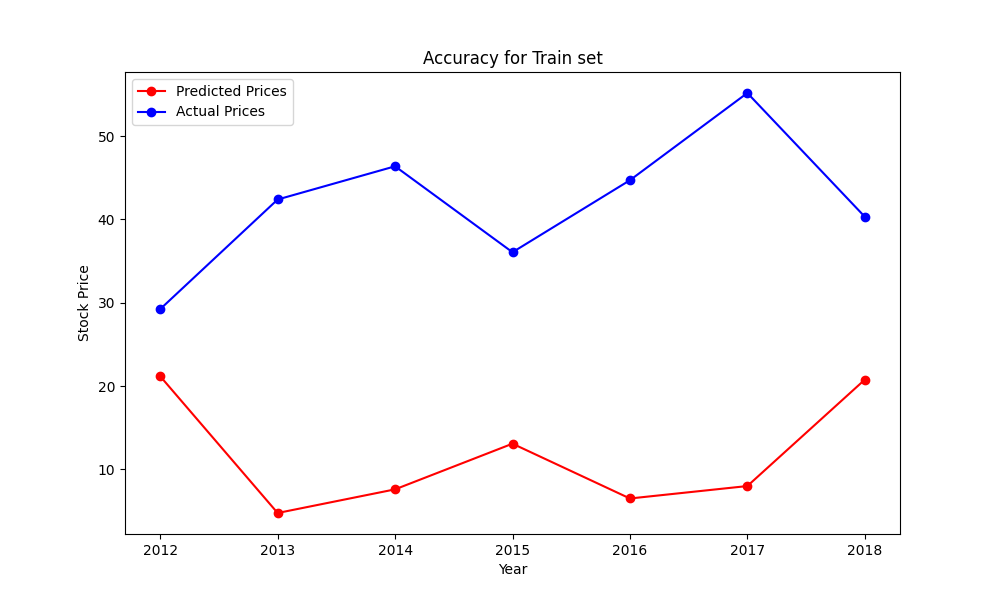 Accuracy for Train set
Predicted Prices
Actual Prices
Stock Price
50
40
30
20
10
2012 2013 2014 2015 2016 2017 2018
Year